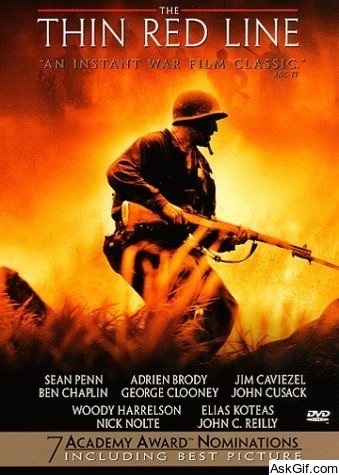 THE
THIN RED LINE
"AN INSTANT WAR FILM CLASSIC."
ABC-TV
SEAN PENN ADRIEN BRODY JIM CAVIEZEL
BEN CHAPLIN GEORGE CLOONEY JOHN CUSACK
WOODY HARRELSON ELIAS KOTEAS
NICK NOLTE JOHN C. REILLY
DVD
7 ACADEMY AWARD NOMINATIONS
INCLUDING BEST PICTURE
AskGif.com